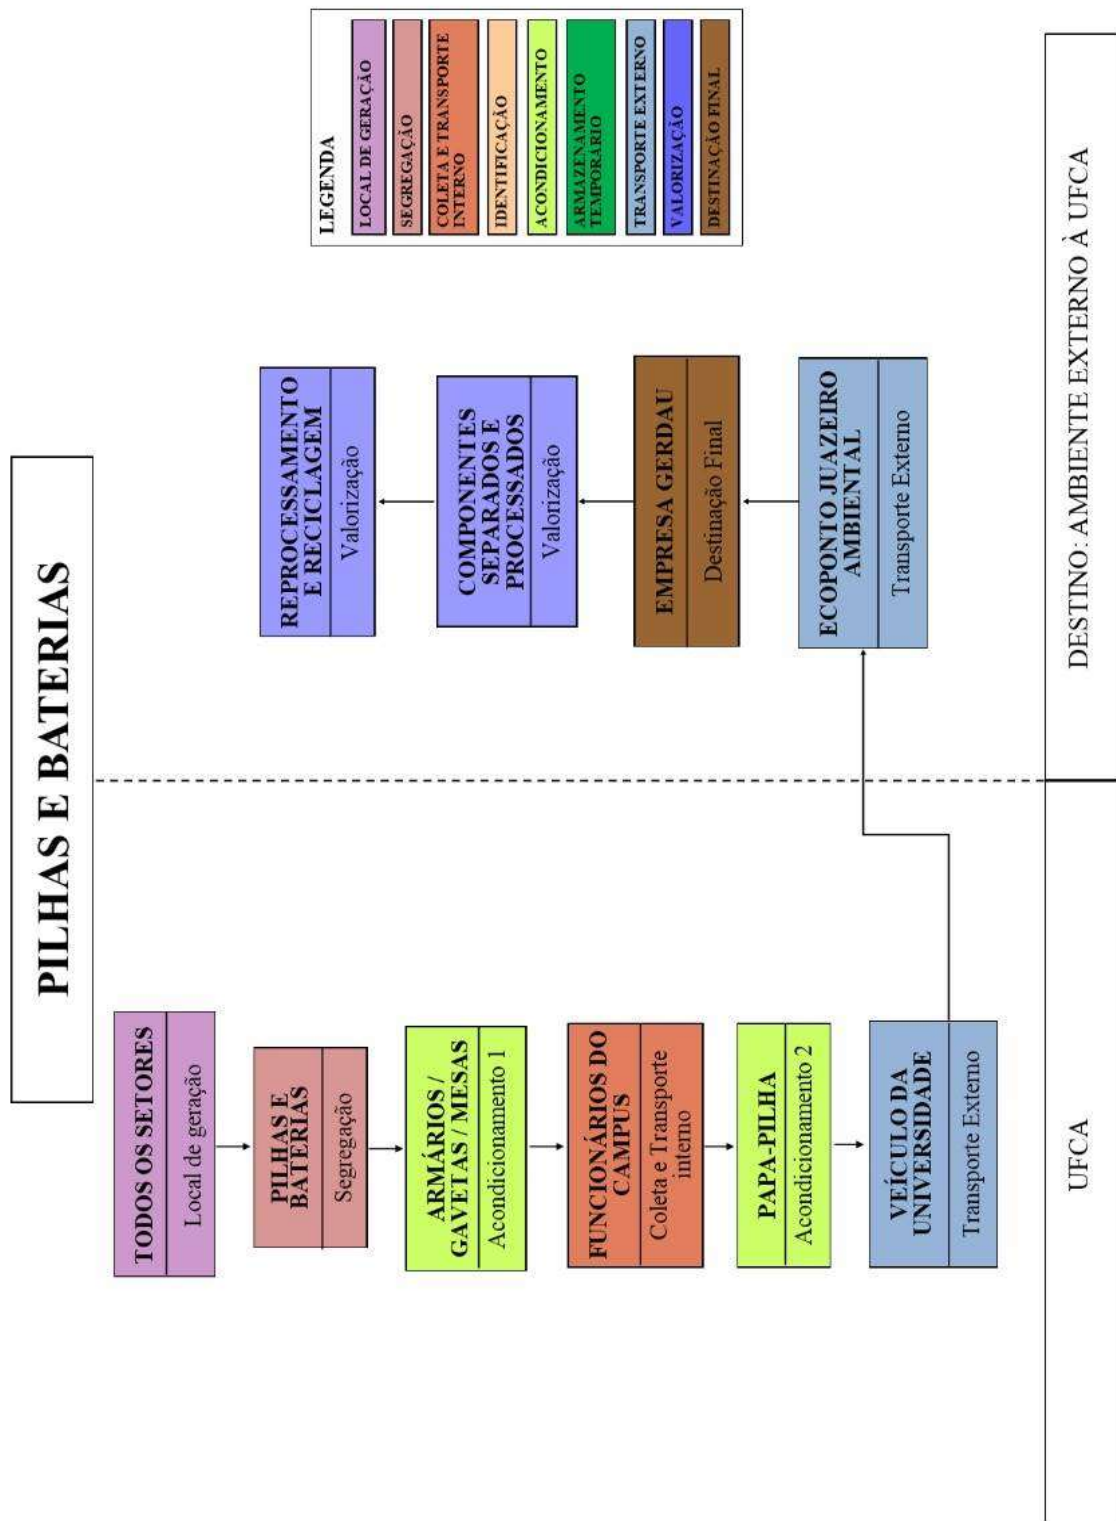 PILHAS E BATERIAS
TODOS OS SETORES
Local de geração
PILHAS E
BATERIAS
Segregação
ARMÁRIOS /
GAVETAS / MESAS
Acondicionamento 1
FUNCIONÁRIOS DO
CAMPUS
Coleta e Transporte
interno
PAPA-PILHA
Acondicionamento 2
VEÍCULO DA
UNIVERSIDADE
Transporte Externo
UFCA
REPROCESSAMENTO
E RECICLAGEM
Valorização
COMPONENTES
SEPARADOS E
PROCESSADOS
Valorização
EMPRESA GERDAU
Destinação Final
ECOPONTO JUAZEIRO
AMBIENTAL
Transporte Externo
DESTINO: AMBIENTE EXTERNO À UFCA
LEGENDA
LOCAL DE GERAÇÃO
SEGREGAÇÃO
COLETA E TRANSPORTE
INTERNO
IDENTIFICAÇÃO
ACONDICIONAMENTO
ARMAZENAMENTO
TEMPORÁRIO
TRANSPORTE EXTERNO
VALORIZAÇÃO
DESTINAÇÃO FINAL